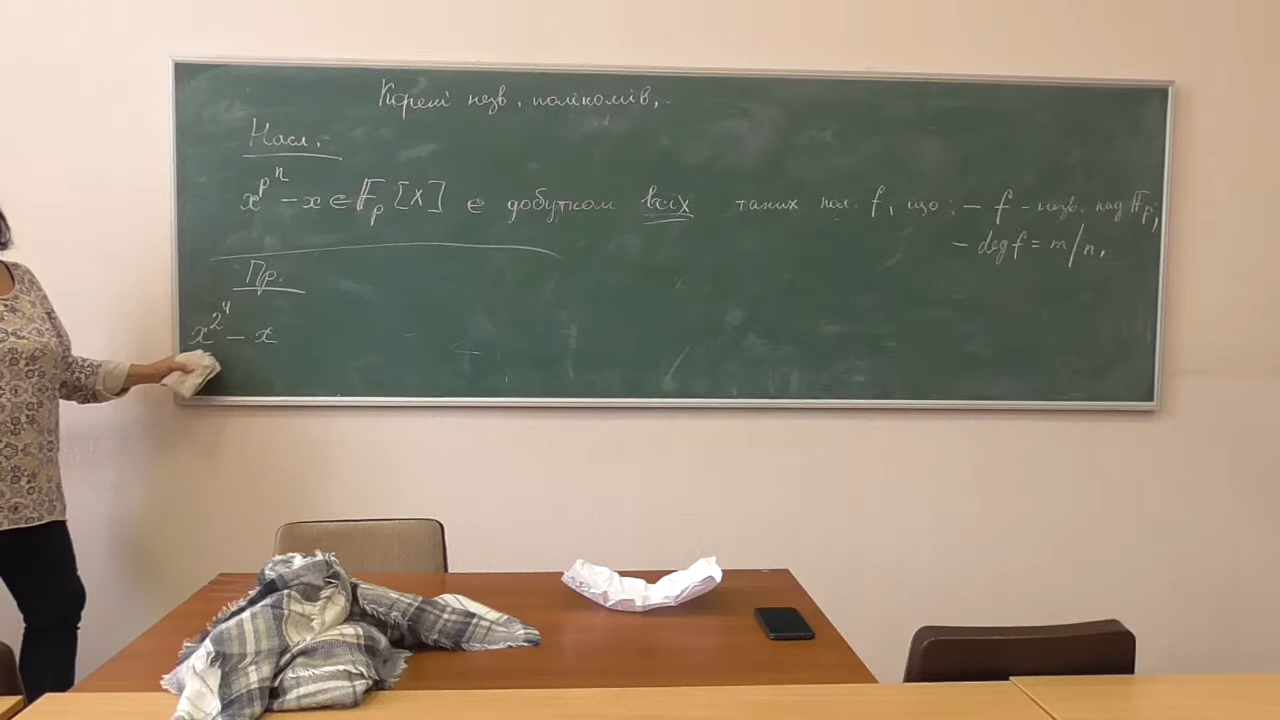 Корені незв. поліномів.
Насл.
x^{p^n} - x ∈ 𝔽_p [x] є добутком всіх таких пол. f, що: - f - незв. над 𝔽_p;
- deg f = m/n.
Пр.
x^{2^4} - x